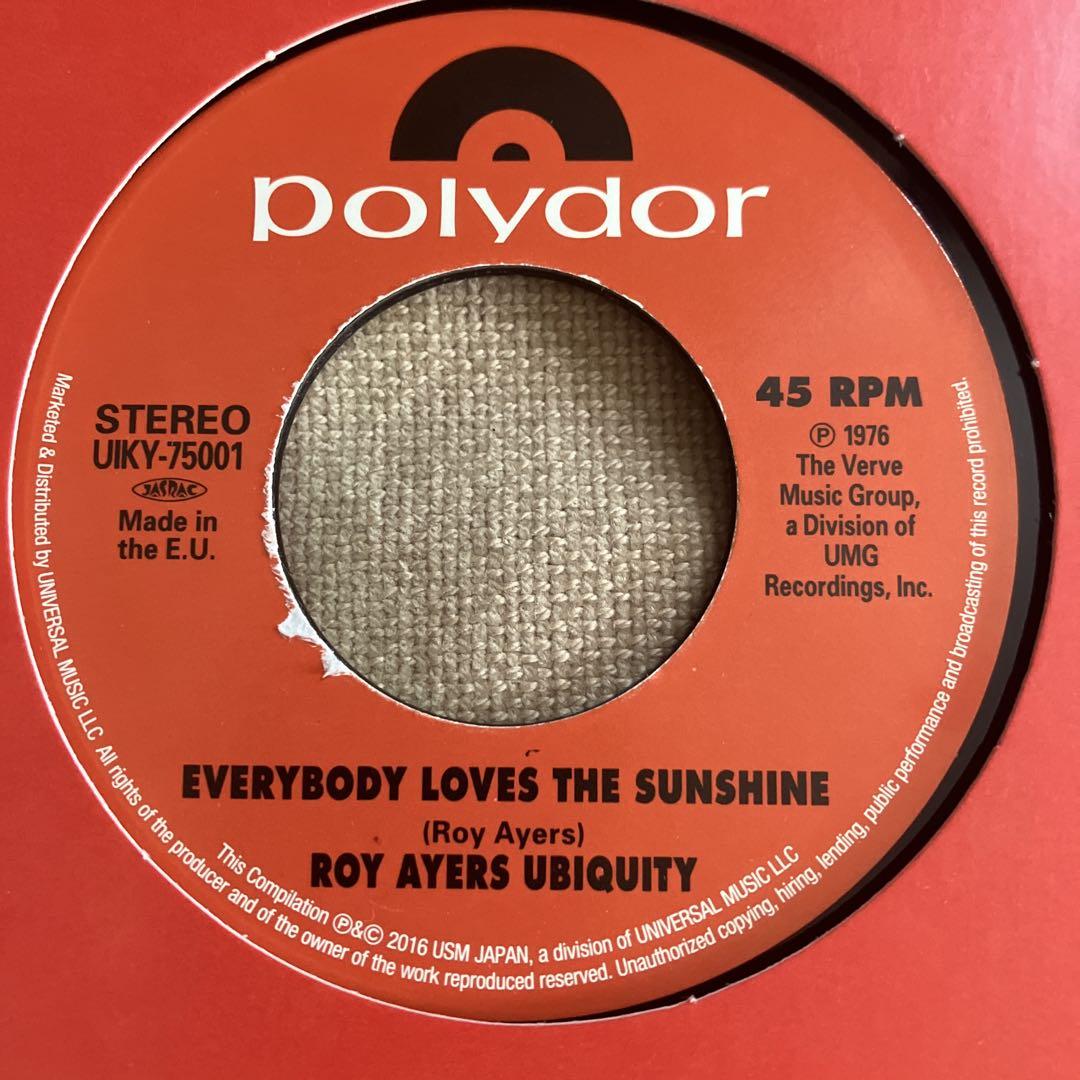 polydor
STEREO
UIKY-75001
JASRAC
Made in
the E.U.
45 RPM
℗ 1976
The Verve
Music Group,
a Division of
UMG
Recordings, Inc.
EVERYBODY LOVES THE SUNSHINE
(Roy Ayers)
ROY AYERS UBIQUITY
This Compilation ℗&© 2016 USM JAPAN, a division of UNIVERSAL MUSIC LLC
Marketed & Distributed by UNIVERSAL MUSIC LLC All rights of the producer and of the owner of the work reproduced reserved. Unauthorized copying, hiring, lending, public performance and broadcasting of this record prohibited.